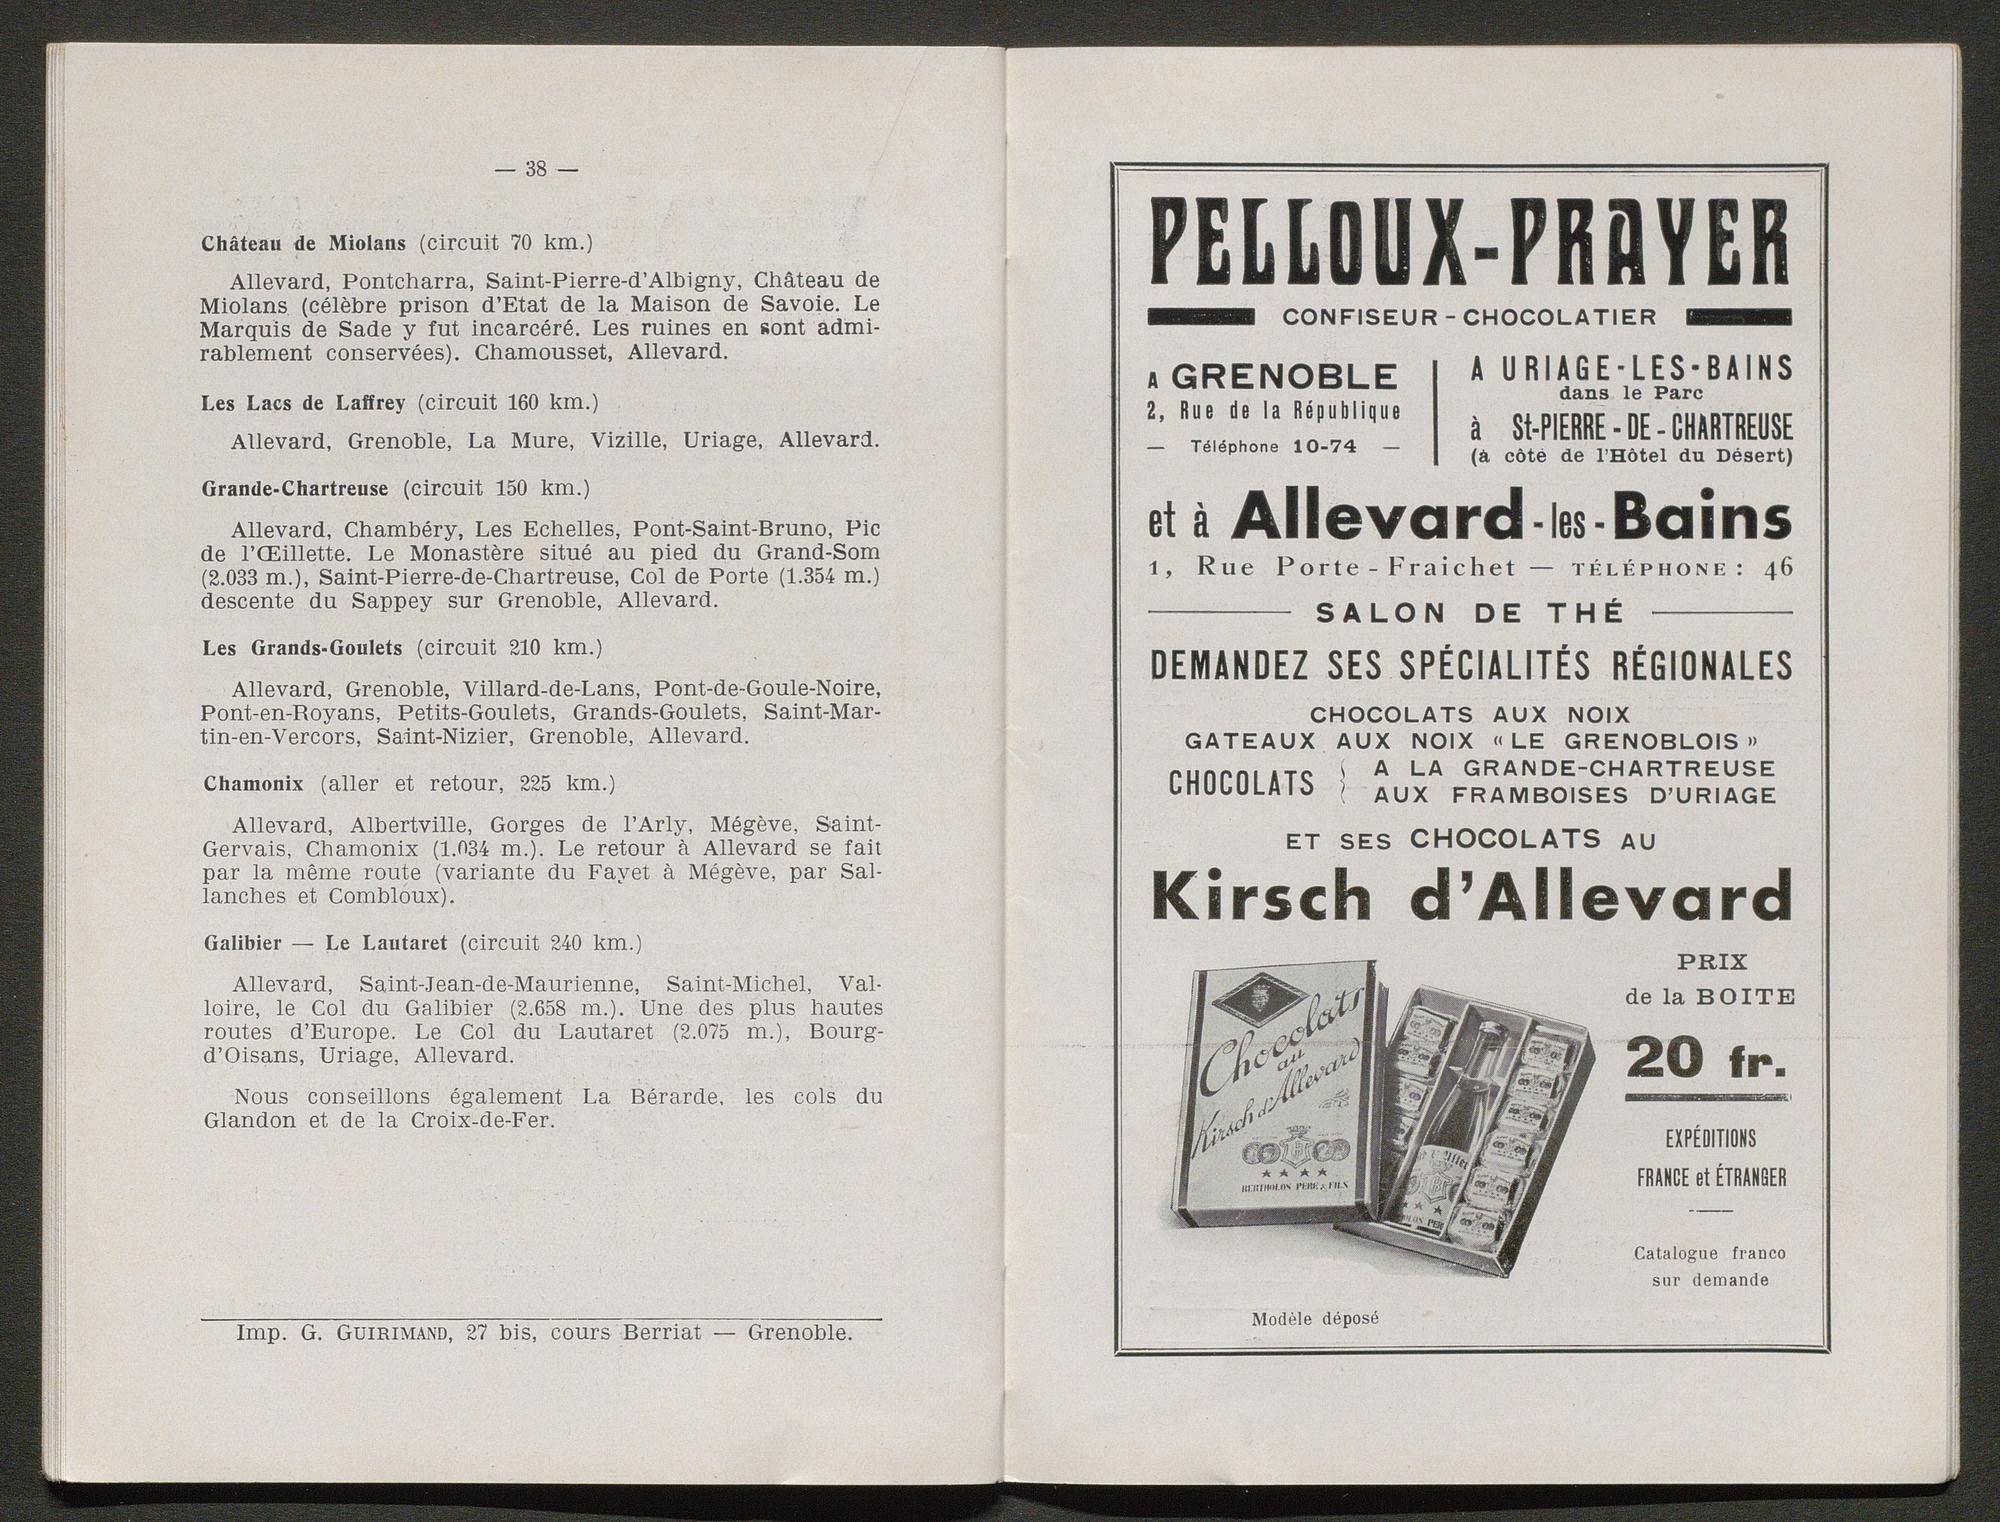 — 38 —
Château de Miolans (circuit 70 km.)
Allevard, Pontcharra, Saint-Pierre-d'Albigny, Château de
Miolans (célèbre prison d'Etat de la Maison de Savoie. Le
Marquis de Sade y fut incarcéré. Les ruines en sont admi-
rablement conservées). Chamousset, Allevard.
Les Lacs de Laffrey (circuit 160 km.)
Allevard, Grenoble, La Mure, Vizille, Uriage, Allevard.
Grande-Chartreuse (circuit 150 km.)
Allevard, Chambéry, Les Echelles, Pont-Saint-Bruno, Pic
de l'Œillette. Le Monastère situé au pied du Grand-Som
(2.033 m.), Saint-Pierre-de-Chartreuse, Col de Porte (1.354 m.)
descente du Sappey sur Grenoble, Allevard.
Les Grands-Goulets (circuit 210 km.)
Allevard, Grenoble, Villard-de-Lans, Pont-de-Goule-Noire,
Pont-en-Royans, Petits-Goulets, Grands-Goulets, Saint-Mar-
tin-en-Vercors, Saint-Nizier, Grenoble, Allevard.
Chamonix (aller et retour, 225 km.)
Allevard, Albertville, Gorges de l'Arly, Mégève, Saint-
Gervais, Chamonix (1.034 m.). Le retour à Allevard se fait
par la même route (variante du Fayet à Mégève, par Sal-
lanches et Combloux).
Galibier — Le Lautaret (circuit 240 km.)
Allevard, Saint-Jean-de-Maurienne, Saint-Michel, Val-
loire, le Col du Galibier (2.658 m.). Une des plus hautes
routes d'Europe. Le Col du Lautaret (2.075 m.), Bourg-
d'Oisans, Uriage, Allevard.
Nous conseillons également La Bérarde, les cols du
Glandon et de la Croix-de-Fer.
Imp. G. GUIRIMAND, 27 bis, cours Berriat — Grenoble.
PELLOUX-PRAYER
CONFISEUR-CHOCOLATIER
A GRENOBLE
2, Rue de la République
— Téléphone 10-74 —
A URIAGE-LES-BAINS
dans le Parc
à St-PIERRE-DE-CHARTREUSE
(à côté de l'Hôtel du Désert)
et à Allevard-les-Bains
1, Rue Porte-Fraichet — TÉLÉPHONE : 46
SALON DE THÉ
DEMANDEZ SES SPÉCIALITÉS RÉGIONALES
CHOCOLATS AUX NOIX
GATEAUX AUX NOIX « LE GRENOBLOIS »
CHOCOLATS { A LA GRANDE-CHARTREUSE
AUX FRAMBOISES D'URIAGE
ET SES CHOCOLATS AU
Kirsch d'Allevard
Chocolats
au
Kirsch d'Allevard
BERTHOLON PERE & FILS
PRIX
de la BOITE
20 fr.
EXPÉDITIONS
FRANCE et ÉTRANGER
Catalogue franco
sur demande
Modèle déposé